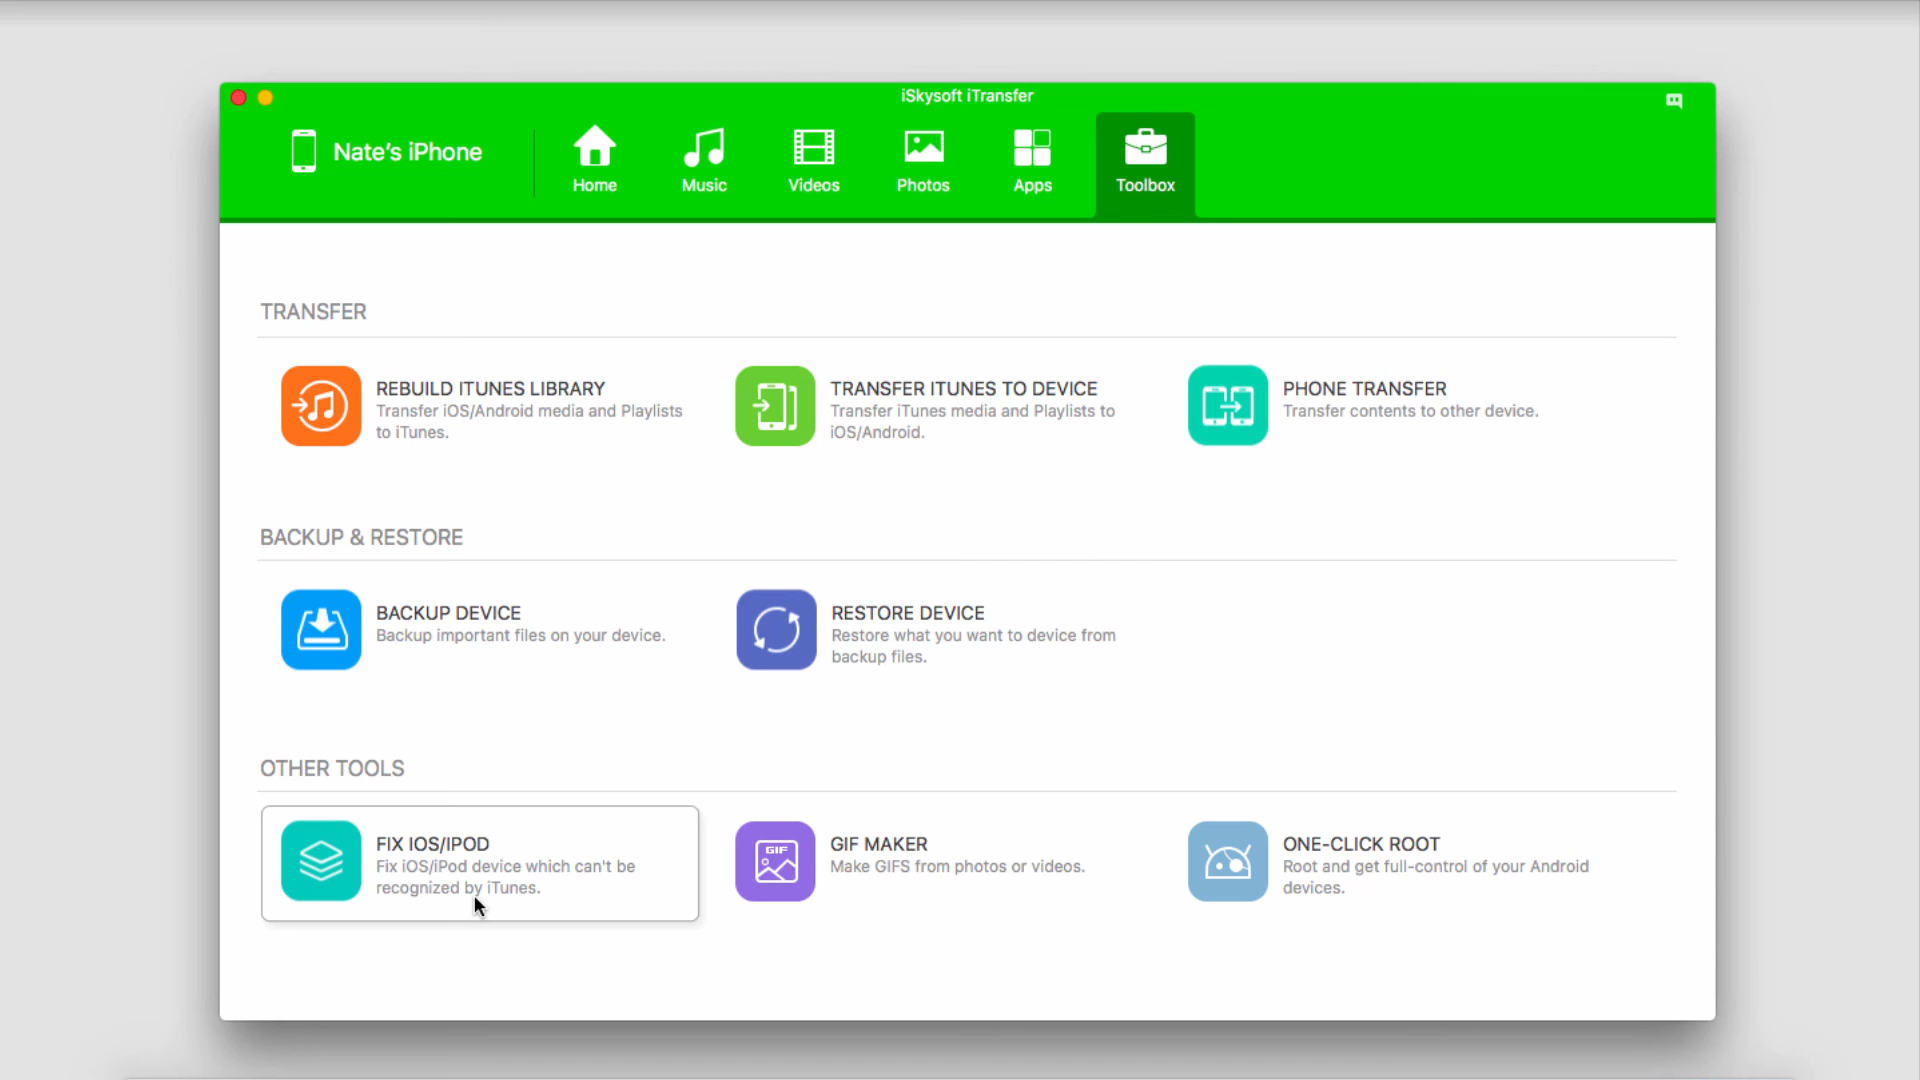 iSkysoft iTransfer
Nate's iPhone
Home
Music
Videos
Photos
Apps
Toolbox
TRANSFER
REBUILD ITUNES LIBRARY
Transfer iOS/Android media and Playlists
to iTunes.
TRANSFER ITUNES TO DEVICE
Transfer iTunes media and Playlists to
iOS/Android.
PHONE TRANSFER
Transfer contents to other device.
BACKUP & RESTORE
BACKUP DEVICE
Backup important files on your device.
RESTORE DEVICE
Restore what you want to device from
backup files.
OTHER TOOLS
FIX IOS/IPOD
Fix iOS/iPod device which can't be
recognized by iTunes.
GIF
GIF MAKER
Make GIFS from photos or videos.
ONE-CLICK ROOT
Root and get full-control of your Android
devices.